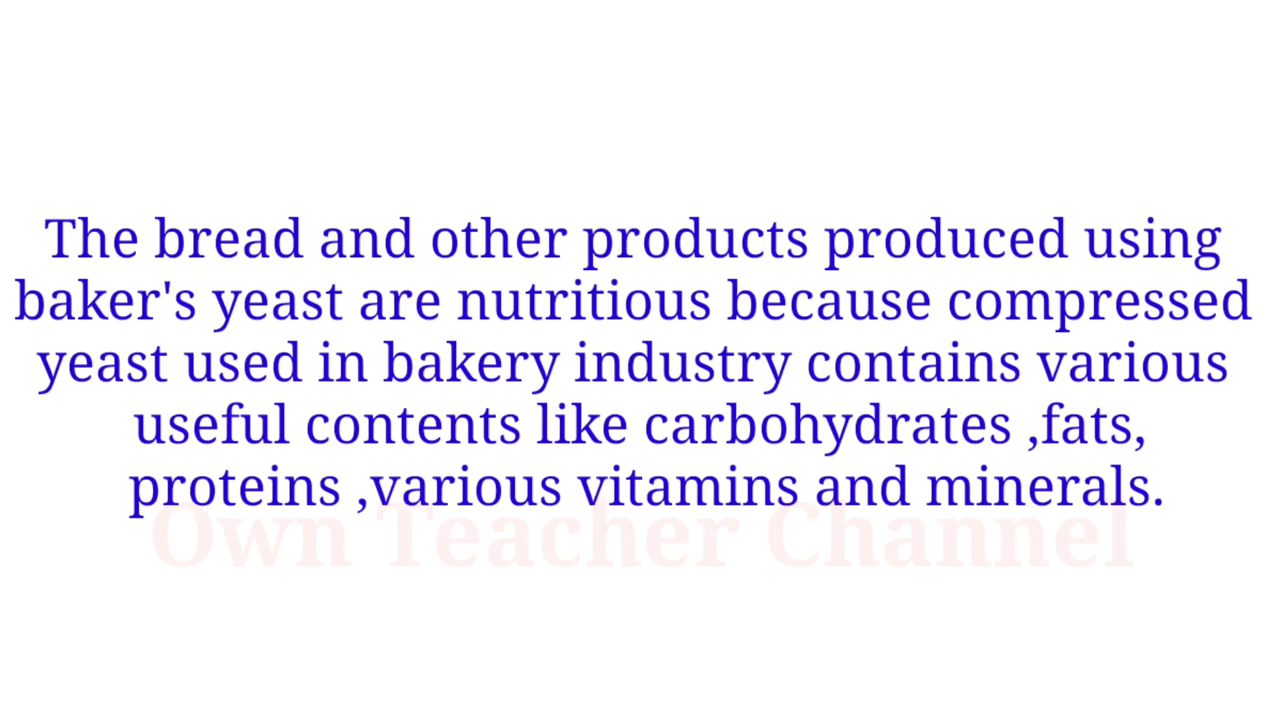 The bread and other products produced using
baker's yeast are nutritious because compressed
yeast used in bakery industry contains various
useful contents like carbohydrates ,fats,
proteins ,various vitamins and minerals.
Own Teacher Channel